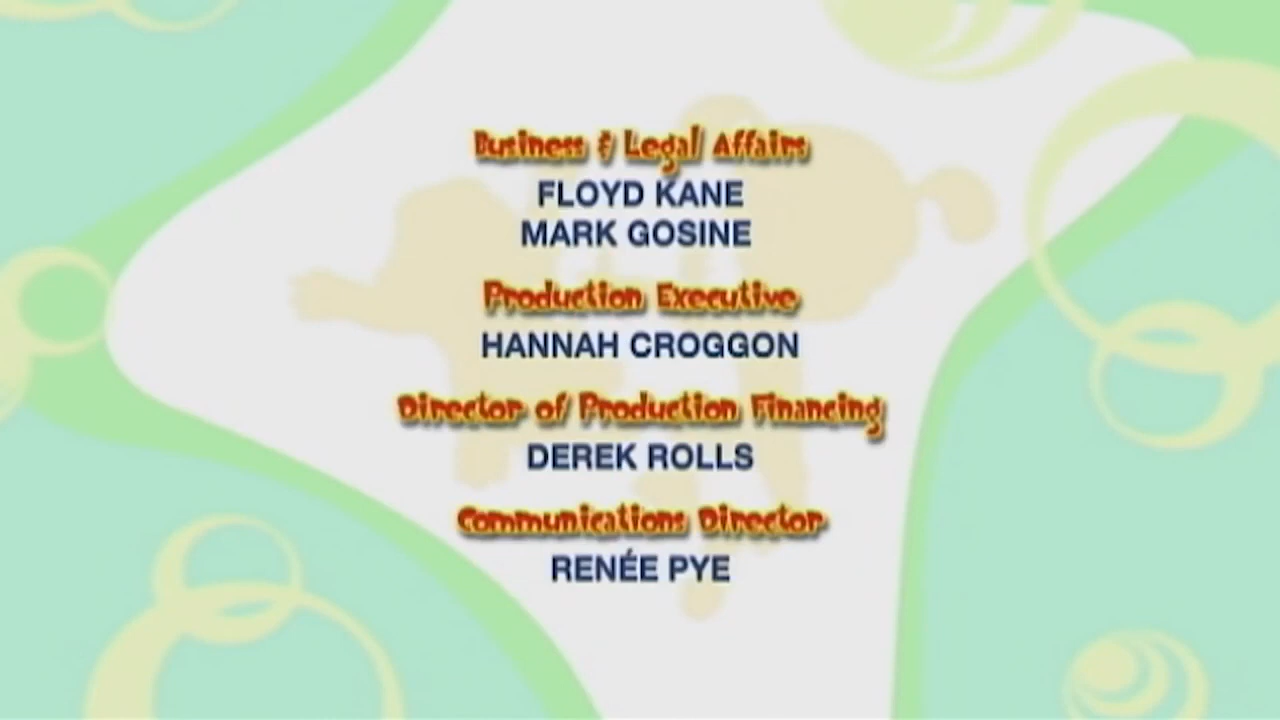 Business & Legal Affairs
FLOYD KANE
MARK GOSINE
Production Executive
HANNAH CROGGON
Director of Production Financing
DEREK ROLLS
Communications Director
RENÉE PYE